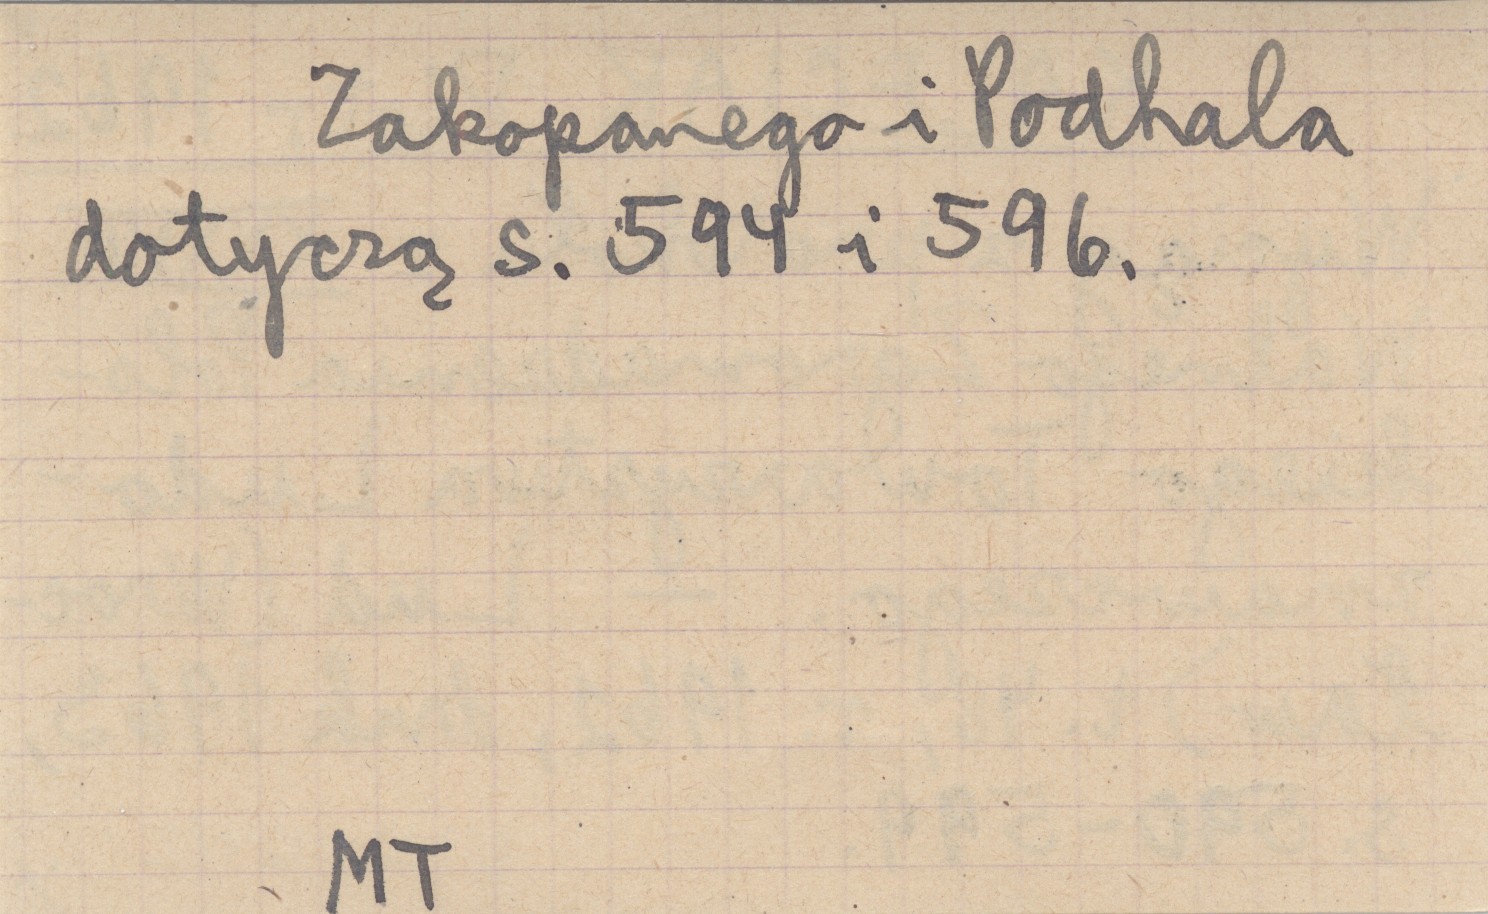 Zakopanego i Podhala
dotyczą s. 594 i 596.
MT